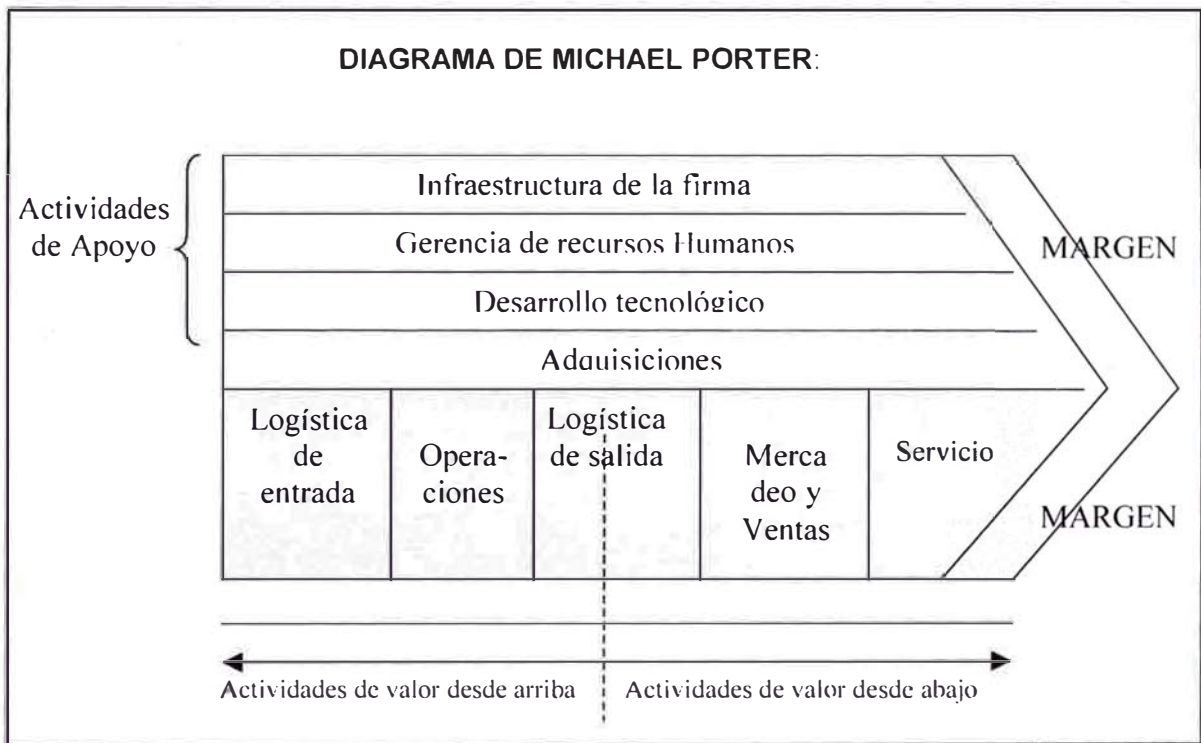 DIAGRAMA DE MICHAEL PORTER:
Actividades
de Apoyo
Infraestructura de la firma
Gerencia de recursos Humanos
Desarrollo tecnológico
Adquisiciones
MARGEN
Logística
de
entrada
Opera-
ciones
Logística
de salida
Merca
deo y
Ventas
Servicio
MARGEN
Actividades de valor desde arriba
Actividades de valor desde abajo